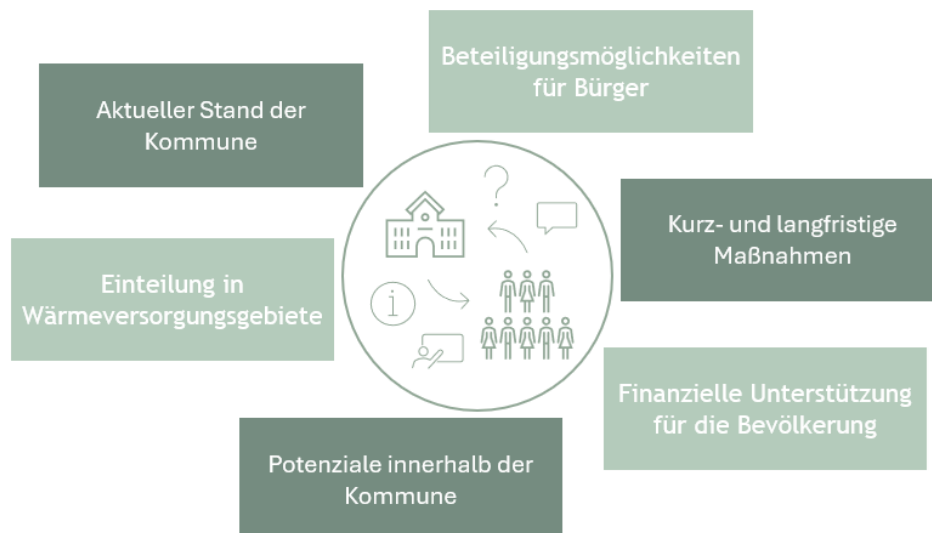 Beteiligungsmöglichkeiten
für Bürger
Aktueller Stand der
Kommune
Kurz- und langfristige
Maßnahmen
Einteilung in
Wärmeversorgungsgebiete
Finanzielle Unterstützung
für die Bevölkerung
Potenziale innerhalb der
Kommune